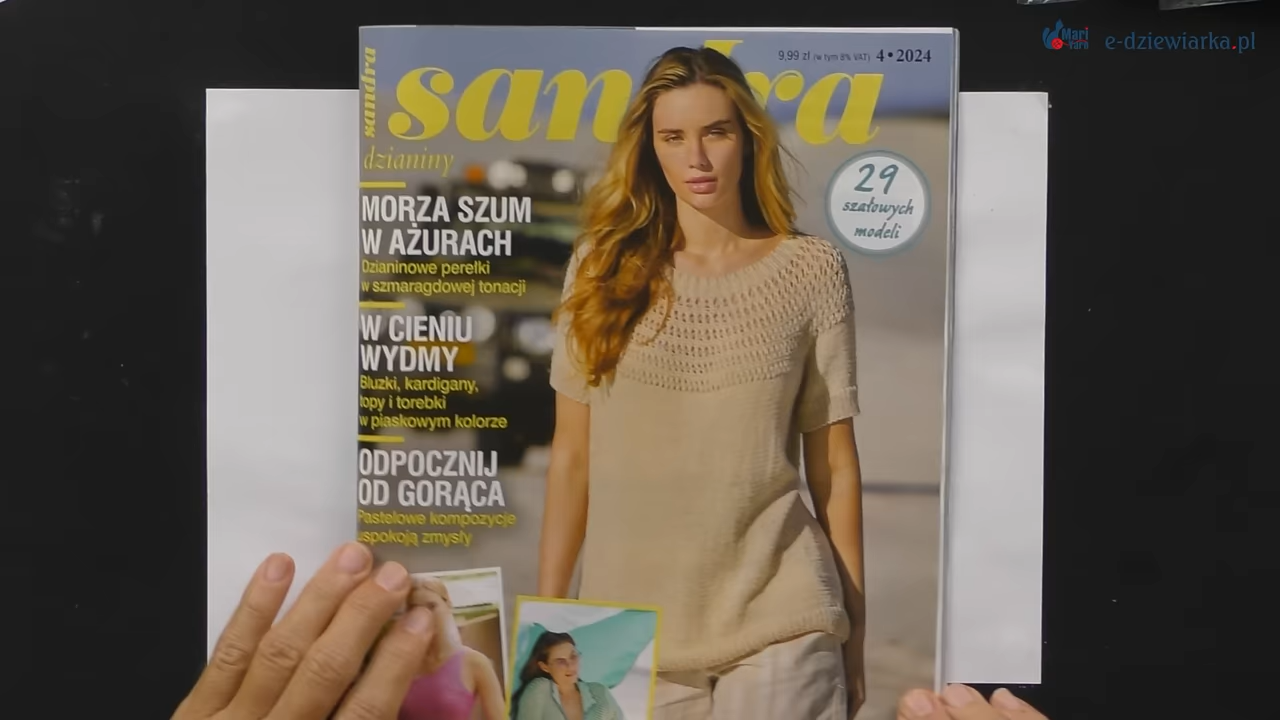 Mari
Yarn
e-dziewiarka.pl
9,99 zł (w tym 8% VAT) 4•2024
sandra
sandra
dzianiny
29
szałowych
modeli
MORZA SZUM
W AŻURACH
Dzianinowe perełki
w szmaragdowej tonacji
W CIENIU
WYDMY
Bluzki, kardigany,
topy i torebki
w piaskowym kolorze
ODPOCZNIJ
OD GORĄCA
Pastelowe kompozycje
uspokoją zmysły